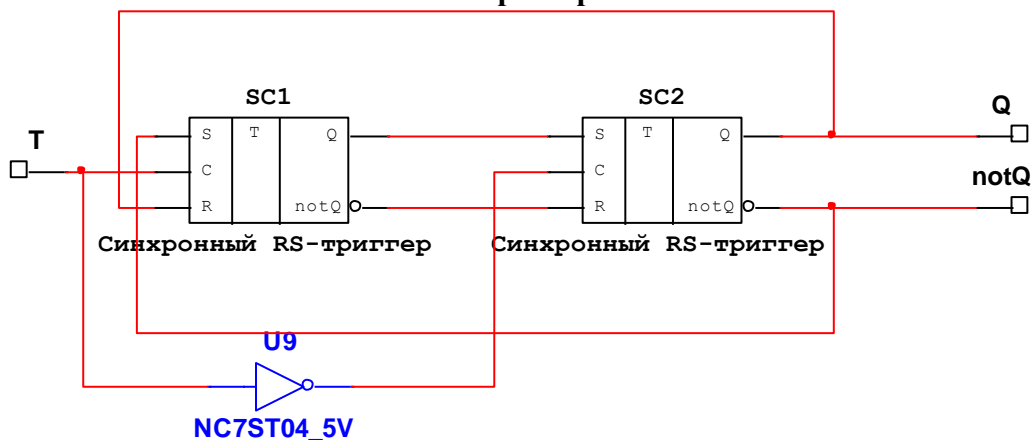 SC1
SC2
Q
S T Q
S T Q
T
C
C
notQ
R notQ
R notQ
Синхронный RS-триггер
Синхронный RS-триггер
U9
NC7ST04_5V